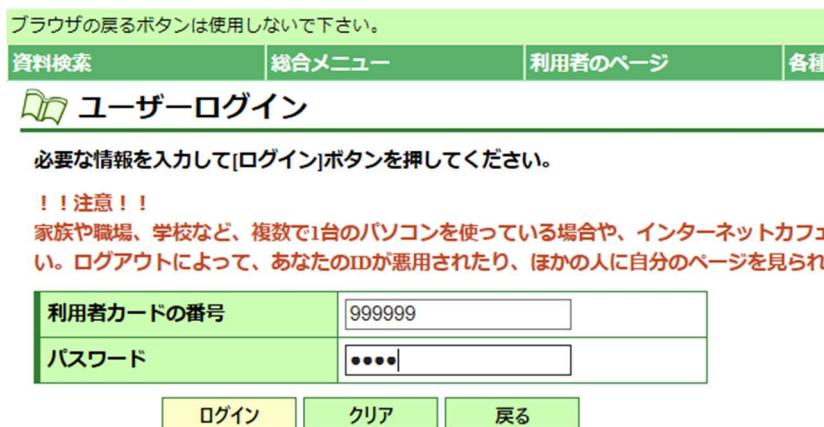 ブラウザの戻るボタンは使用しないで下さい。
資料検索 総合メニュー 利用者のページ 各種
ユーザーログイン
必要な情報を入力して[ログイン]ボタンを押してください。
！！注意！！
家族や職場、学校など、複数で1台のパソコンを使っている場合や、インターネットカフェ
い。ログアウトによって、あなたのIDが悪用されたり、ほかの人に自分のページを見られ
利用者カードの番号 999999
パスワード ●●●●
ログイン クリア 戻る